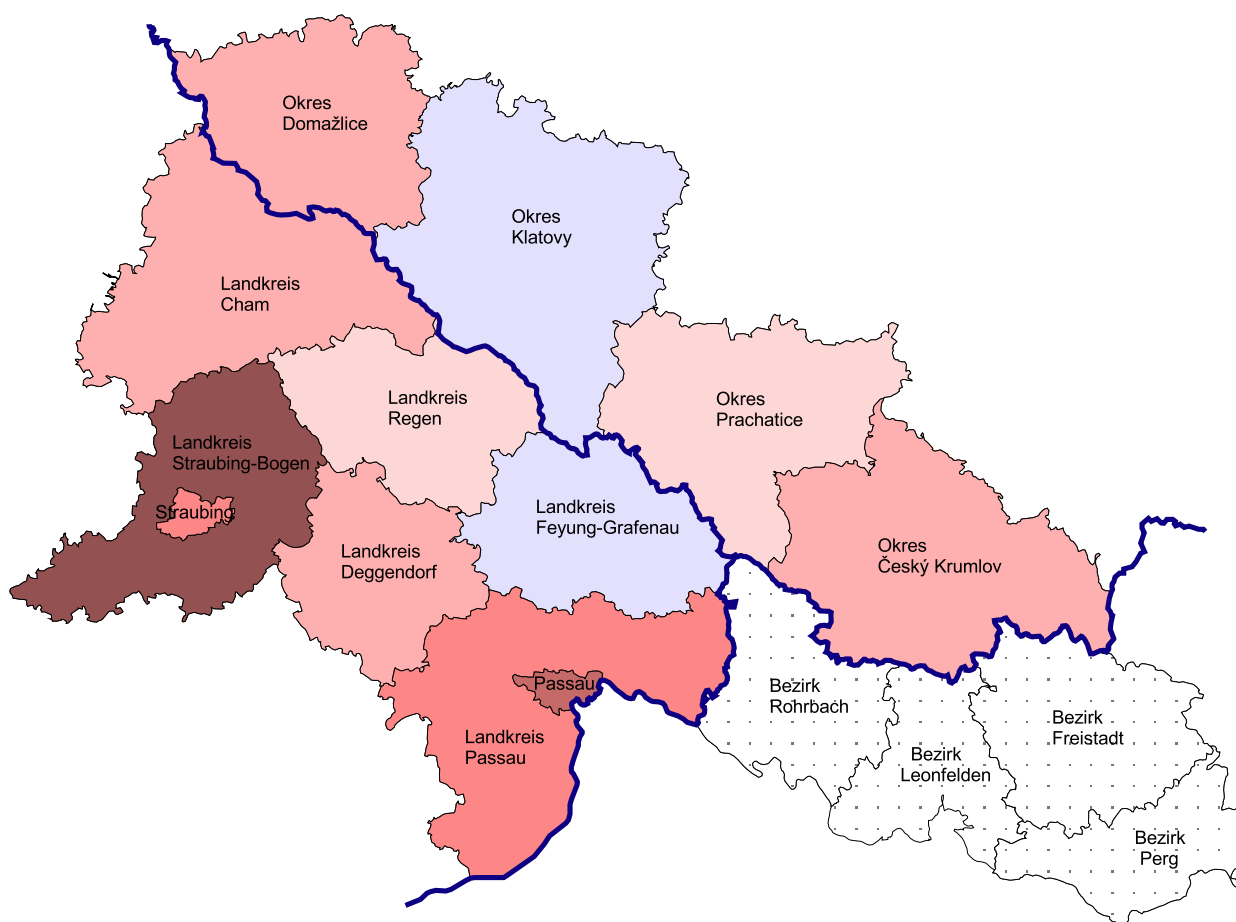 Okres
Domažlice
Okres
Klatovy
Landkreis
Cham
Landkreis
Regen
Okres
Prachatice
Landkreis
Straubing-Bogen
Straubing
Landkreis
Feyung-Grafenau
Landkreis
Deggendorf
Okres
Český Krumlov
Passau
Bezirk
Rohrbach
Bezirk
Freistadt
Landkreis
Passau
Bezirk
Leonfelden
Bezirk
Perg